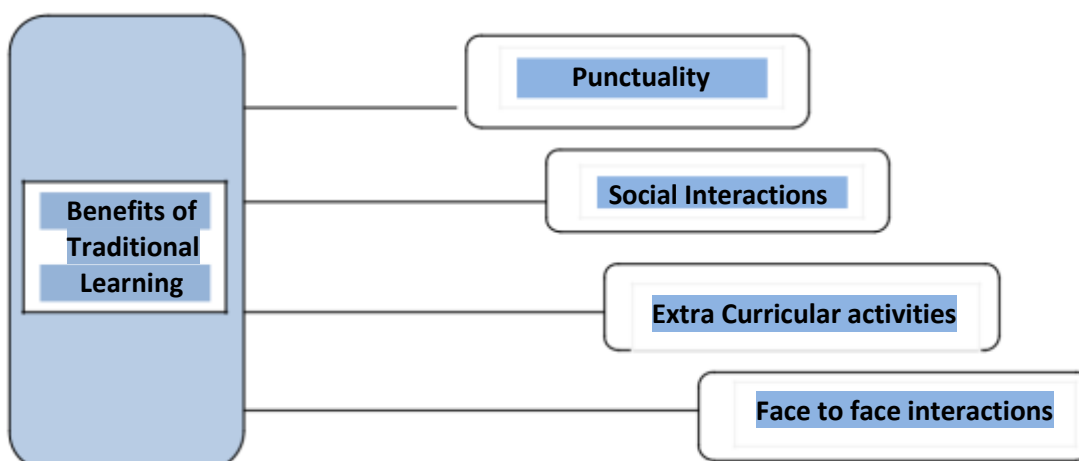 Benefits of
Traditional
Learning
Punctuality
Social Interactions
Extra Curricular activities
Face to face interactions